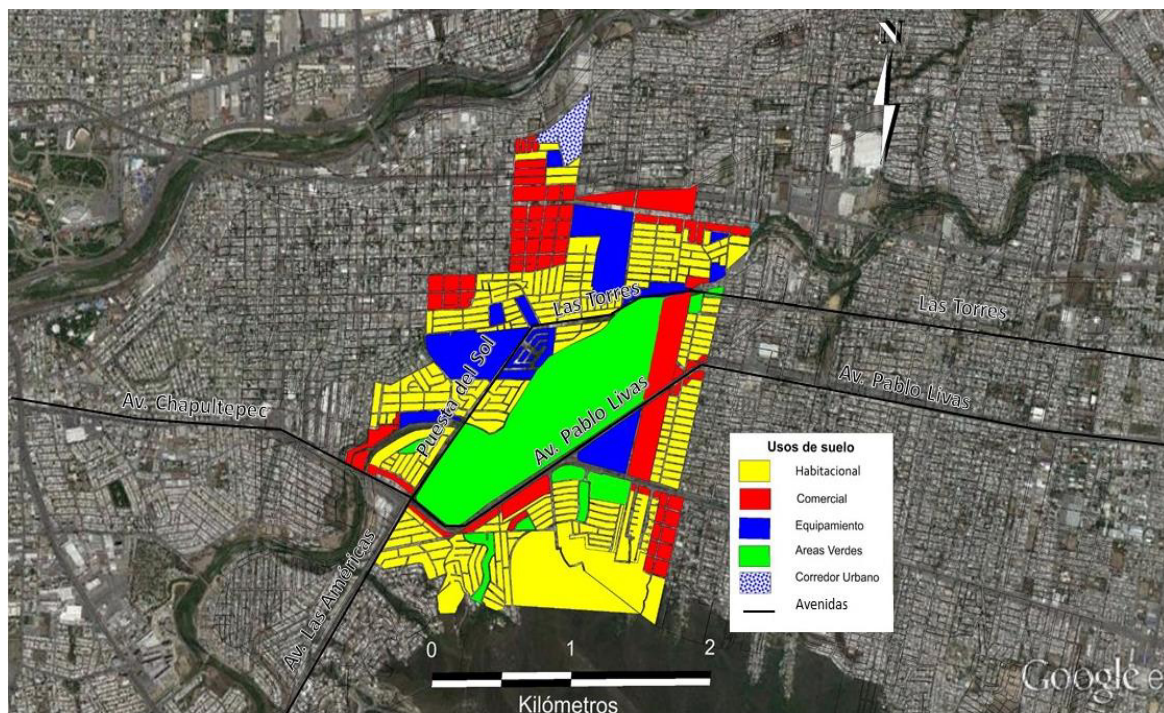 N
Las Torres
Las Torres
Puesta del Sol
Av. Pablo Livas
Av. Pablo Livas
Av. Chapultepec
Av. Las Américas
Usos de suelo
Habitacional
Comercial
Equipamiento
Areas Verdes
Corredor Urbano
Avenidas
0 1 2
Kilómetros
Google e